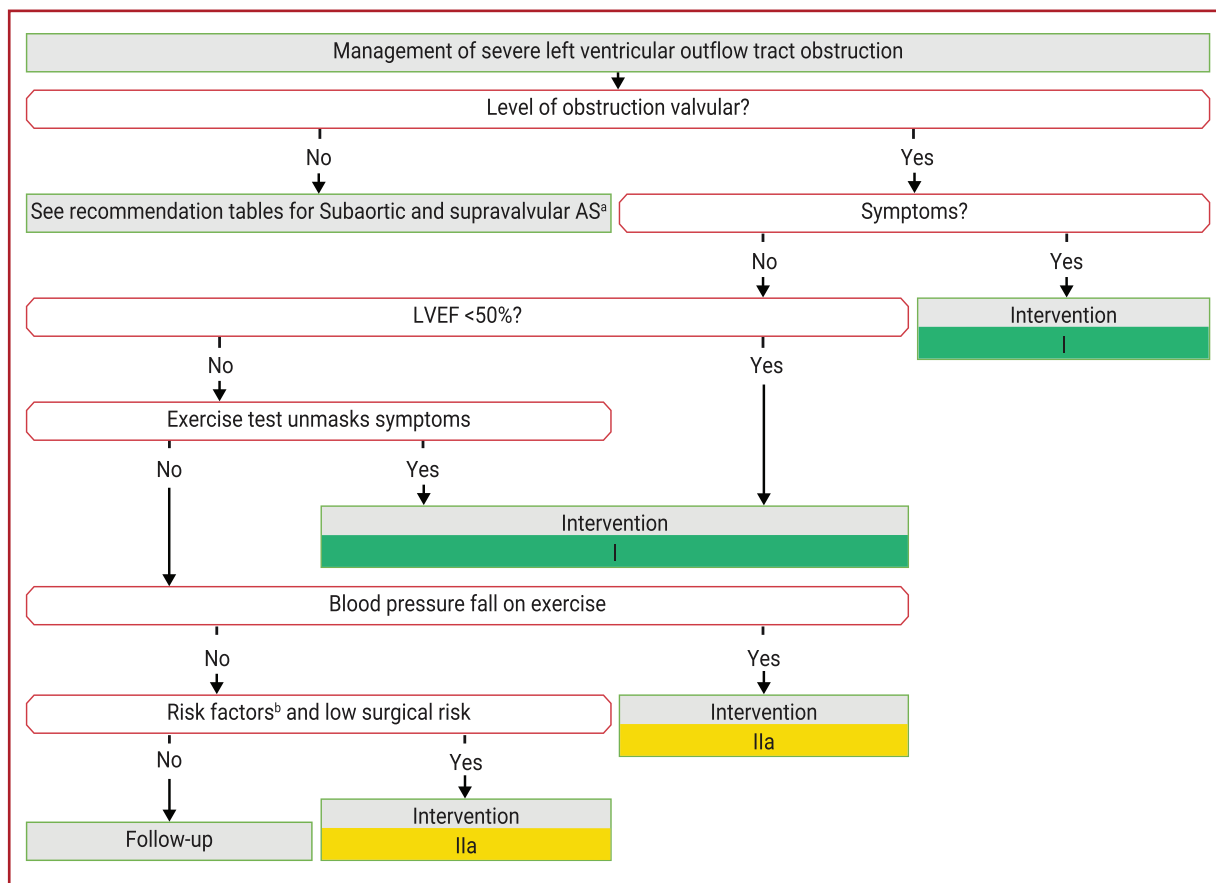 Management of severe left ventricular outflow tract obstruction
Level of obstruction valvular?
No
Yes
See recommendation tables for Subaortic and supravalvular ASᵃ
Symptoms?
No
Yes
LVEF <50%?
Intervention
I
No
Yes
Exercise test unmasks symptoms
No
Yes
Intervention
I
Blood pressure fall on exercise
No
Yes
Risk factorsᵇ and low surgical risk
Intervention
IIa
No
Yes
Intervention
IIa
Follow-up